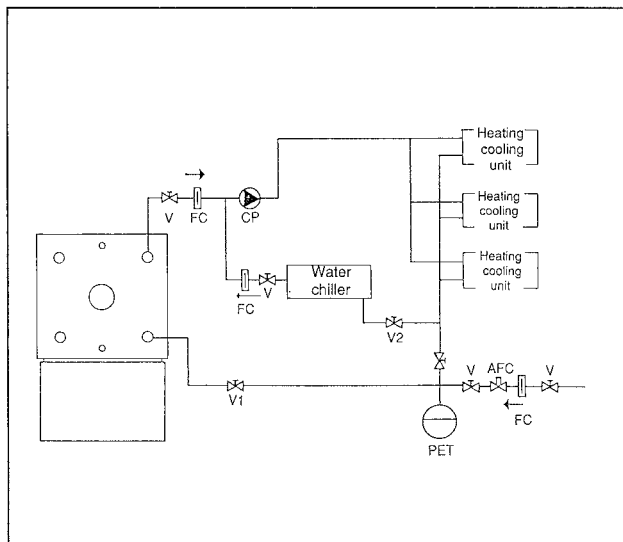 Heating
cooling
unit
V FC CP
Heating
cooling
unit
Heating
cooling
unit
Water
chiller
FC V
V2
V1
V AFC V
FC
PET